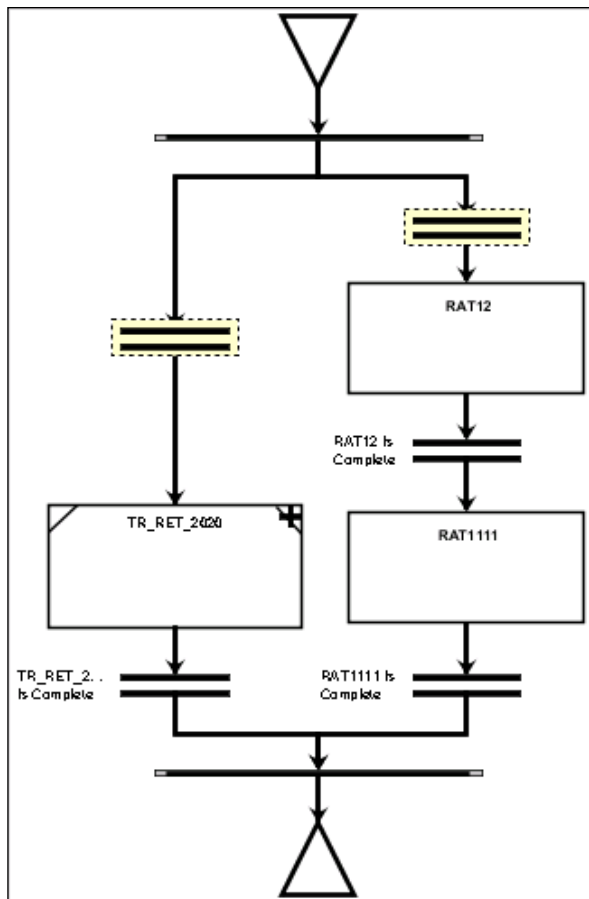 RAT12
RAT12 Is
Complete
TR_RET_2020
RAT1111
TR_RET_2. .
Is Complete
RAT1111 Is
Complete